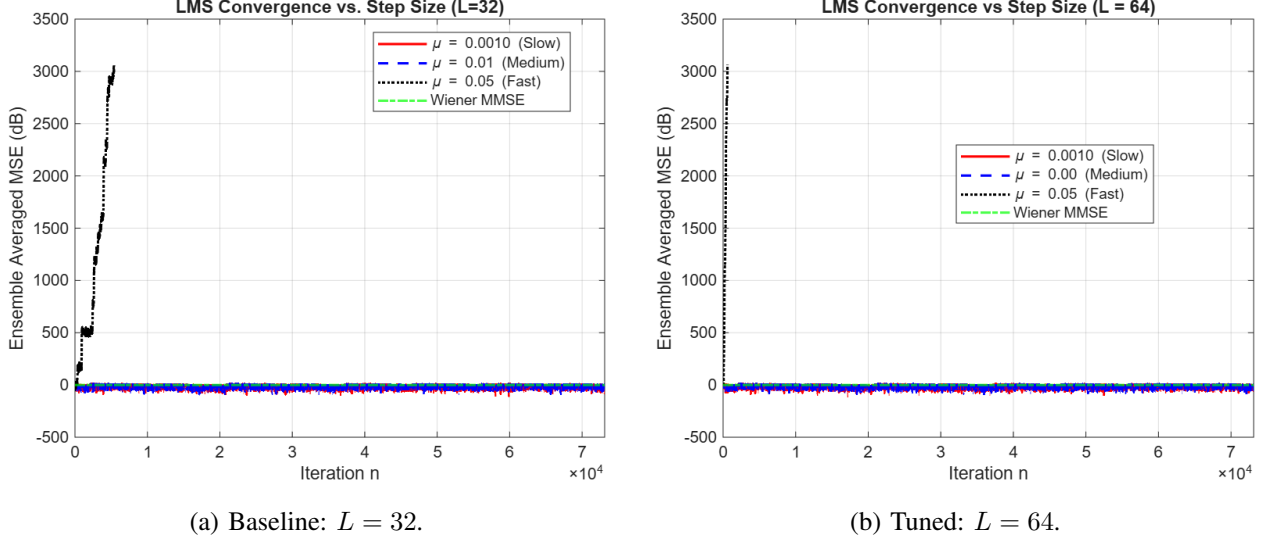 LMS Convergence vs. Step Size (L=32)
3500
3000
2500
2000
1500
1000
500
0
-500
Ensemble Averaged MSE (dB)
μ = 0.0010 (Slow)
μ = 0.01 (Medium)
μ = 0.05 (Fast)
Wiener MMSE
0 1 2 3 4 5 6 7
×10⁴
Iteration n
(a) Baseline: L = 32.
LMS Convergence vs Step Size (L = 64)
3500
3000
2500
2000
1500
1000
500
0
-500
Ensemble Averaged MSE (dB)
μ = 0.0010 (Slow)
μ = 0.00 (Medium)
μ = 0.05 (Fast)
Wiener MMSE
0 1 2 3 4 5 6 7
×10⁴
Iteration n
(b) Tuned: L = 64.